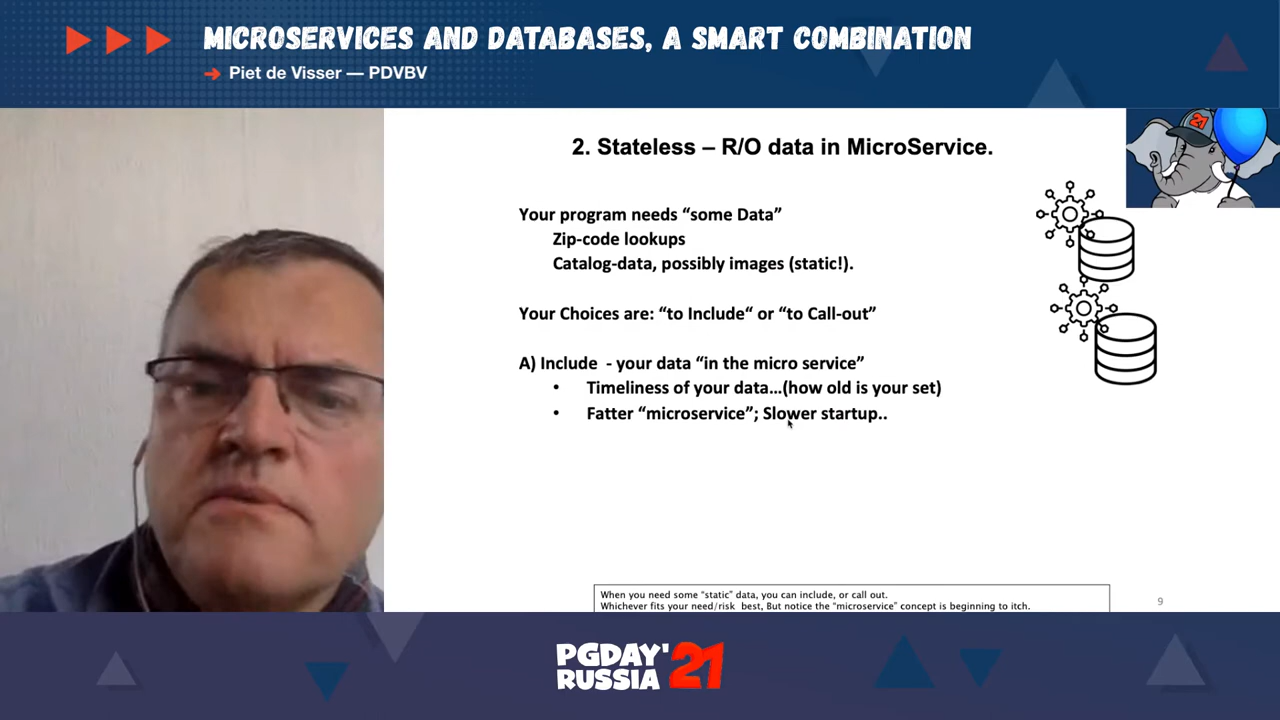 MICROSERVICES AND DATABASES, A SMART COMBINATION
Piet de Visser — PDVBV
21
2. Stateless – R/O data in MicroService.
Your program needs “some Data”
Zip-code lookups
Catalog-data, possibly images (static!).
Your Choices are: “to Include“ or “to Call-out”
A) Include - your data “in the micro service”
• Timeliness of your data…(how old is your set)
• Fatter “microservice”; Slower startup..
When you need some “static” data, you can include, or call out.
Whichever fits your need/risk best, But notice the “microservice” concept is beginning to itch.
9
PGDAY'21
RUSSIA